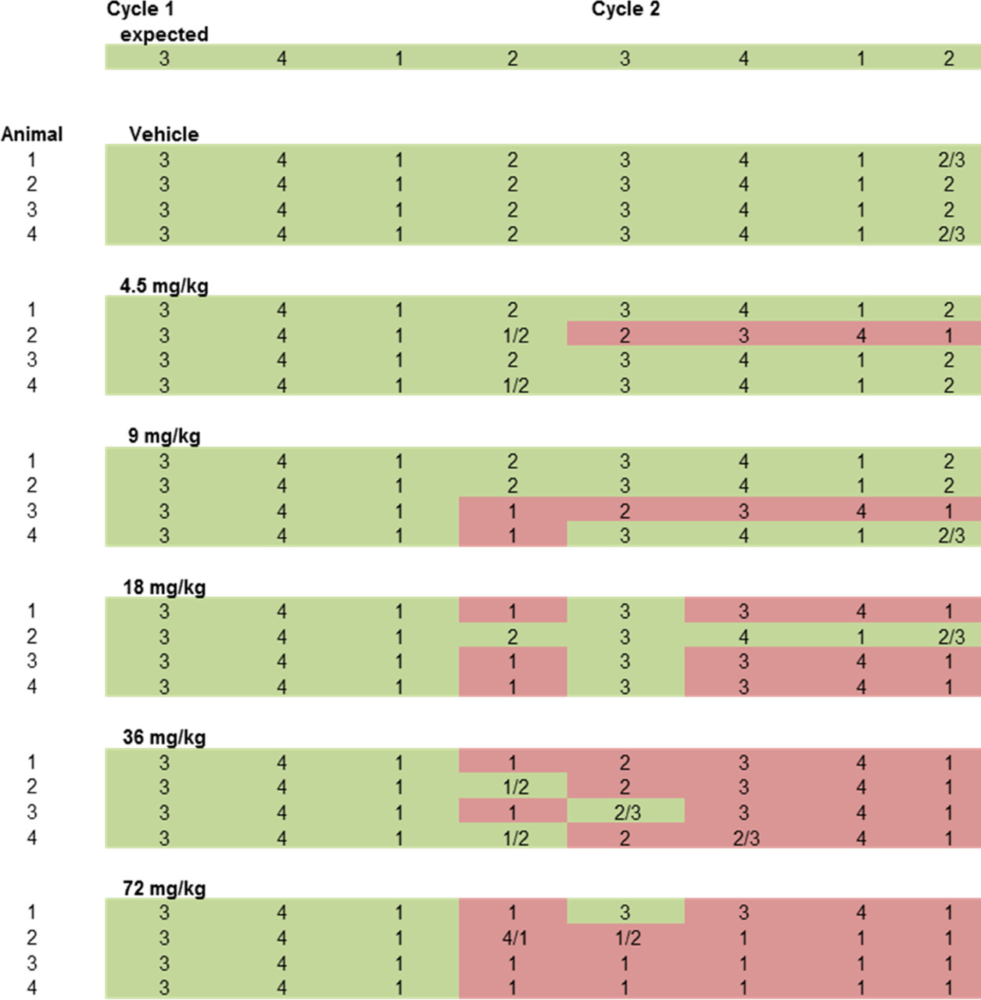 Cycle 1 Cycle 2
expected
3 4 1 2 3 4 1 2
Animal Vehicle
1 3 4 1 2 3 4 1 2/3
2 3 4 1 2 3 4 1 2
3 3 4 1 2 3 4 1 2
4 3 4 1 2 3 4 1 2/3
4.5 mg/kg
1 3 4 1 2 3 4 1 2
2 3 4 1 1/2 2 3 4 1
3 3 4 1 2 3 4 1 2
4 3 4 1 1/2 3 4 1 2
9 mg/kg
1 3 4 1 2 3 4 1 2
2 3 4 1 2 3 4 1 2
3 3 4 1 1 2 3 4 1
4 3 4 1 1 3 4 1 2/3
18 mg/kg
1 3 4 1 1 3 3 4 1
2 3 4 1 2 3 4 1 2/3
3 3 4 1 1 3 3 4 1
4 3 4 1 1 3 3 4 1
36 mg/kg
1 3 4 1 1 2 3 4 1
2 3 4 1 1/2 2 3 4 1
3 3 4 1 1 2/3 3 4 1
4 3 4 1 1/2 2 2/3 4 1
72 mg/kg
1 3 4 1 1 3 3 4 1
2 3 4 1 4/1 1/2 1 1 1
3 3 4 1 1 1 1 1 1
4 3 4 1 1 1 1 1 1